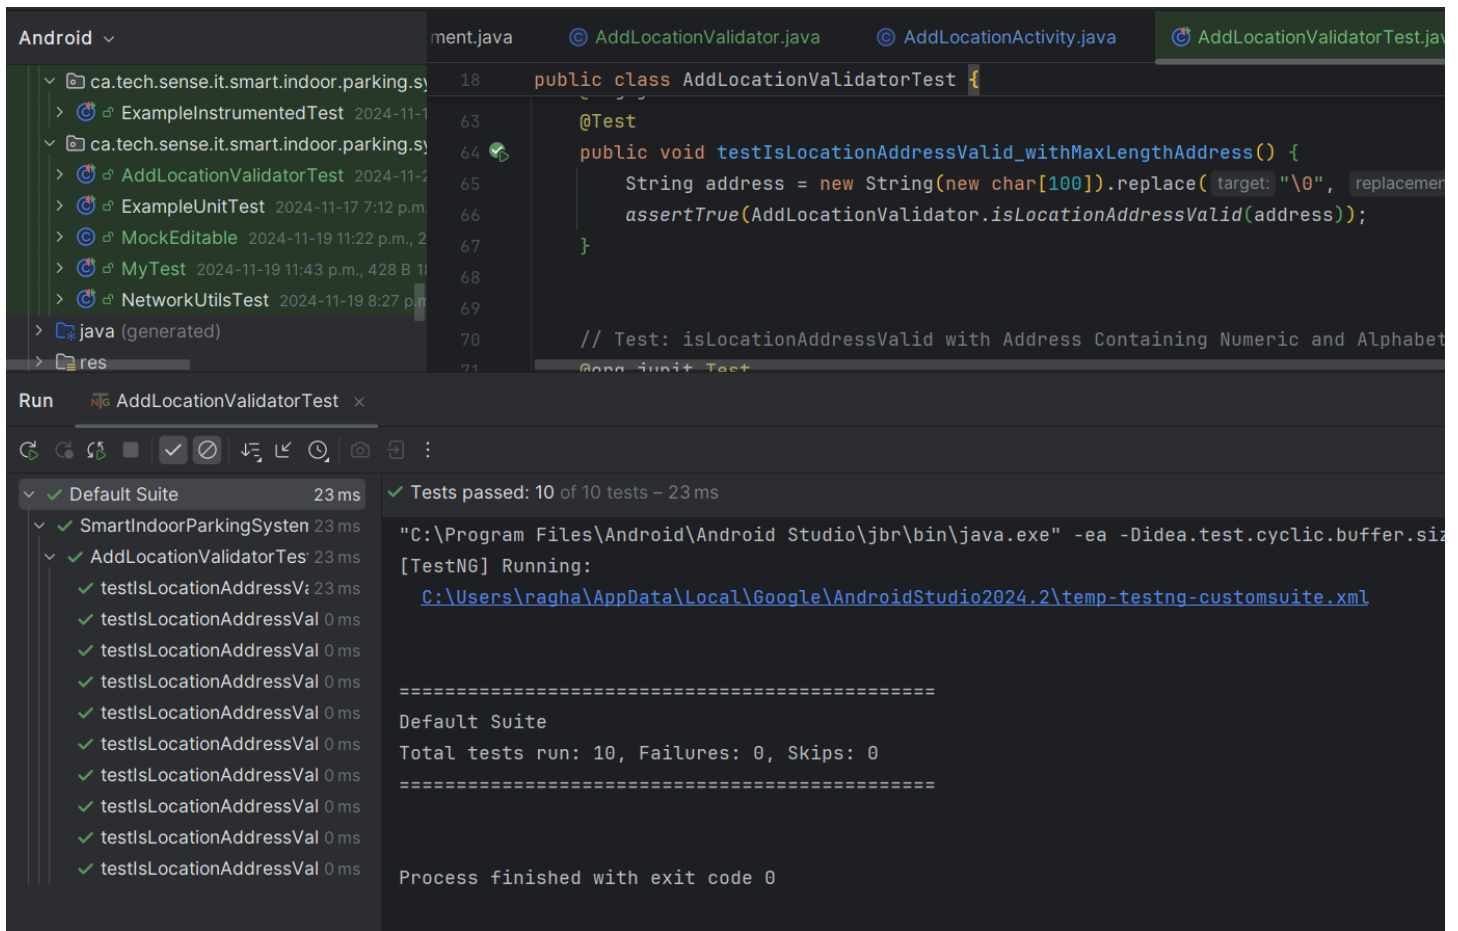 Android
ment.java AddLocationValidator.java AddLocationActivity.java AddLocationValidatorTest.jav
ca.tech.sense.it.smart.indoor.parking.sy
ExampleInstrumentedTest 2024-11-1
ca.tech.sense.it.smart.indoor.parking.sy
AddLocationValidatorTest 2024-11-2
ExampleUnitTest 2024-11-17 7:12 p.m.
MockEditable 2024-11-19 11:22 p.m., 2
MyTest 2024-11-19 11:43 p.m., 428 B 18
NetworkUtilsTest 2024-11-19 8:27 p.m
java (generated)
res
18 public class AddLocationValidatorTest {
63 @Test
64 public void testIsLocationAddressValid_withMaxLengthAddress() {
65 String address = new String(new char[100]).replace( target: "\0", replacemen
66 assertTrue(AddLocationValidator.isLocationAddressValid(address));
67 }
68
69
70 // Test: isLocationAddressValid with Address Containing Numeric and Alphabet
71 @org.junit.Test
Run NG AddLocationValidatorTest
Default Suite 23 ms
SmartIndoorParkingSystem 23 ms
AddLocationValidatorTes 23 ms
testIsLocationAddressVa 23 ms
testIsLocationAddressVal 0 ms
testIsLocationAddressVal 0 ms
testIsLocationAddressVal 0 ms
testIsLocationAddressVal 0 ms
testIsLocationAddressVal 0 ms
testIsLocationAddressVal 0 ms
testIsLocationAddressVal 0 ms
testIsLocationAddressVal 0 ms
testIsLocationAddressVal 0 ms
Tests passed: 10 of 10 tests – 23 ms
"C:\Program Files\Android\Android Studio\jbr\bin\java.exe" -ea -Didea.test.cyclic.buffer.siz
[TestNG] Running:
C:\Users\ragha\AppData\Local\Google\AndroidStudio2024.2\temp-testng-customsuite.xml
===============================================
Default Suite
Total tests run: 10, Failures: 0, Skips: 0
===============================================
Process finished with exit code 0